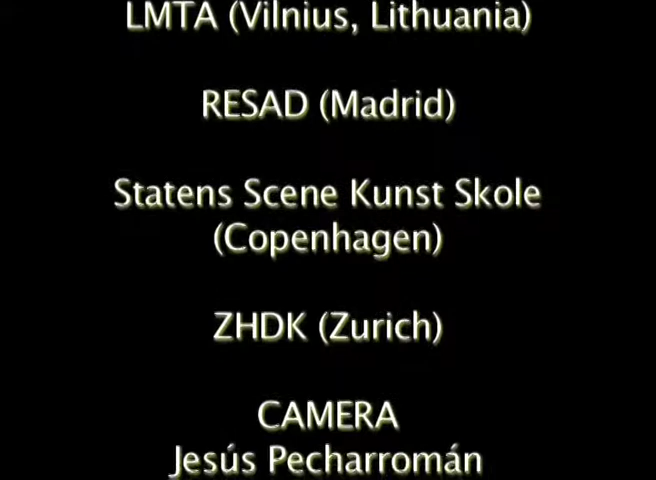 LMTA (Vilnius, Lithuania)
RESAD (Madrid)
Statens Scene Kunst Skole
(Copenhagen)
ZHDK (Zurich)
CAMERA
Jesús Pecharromán